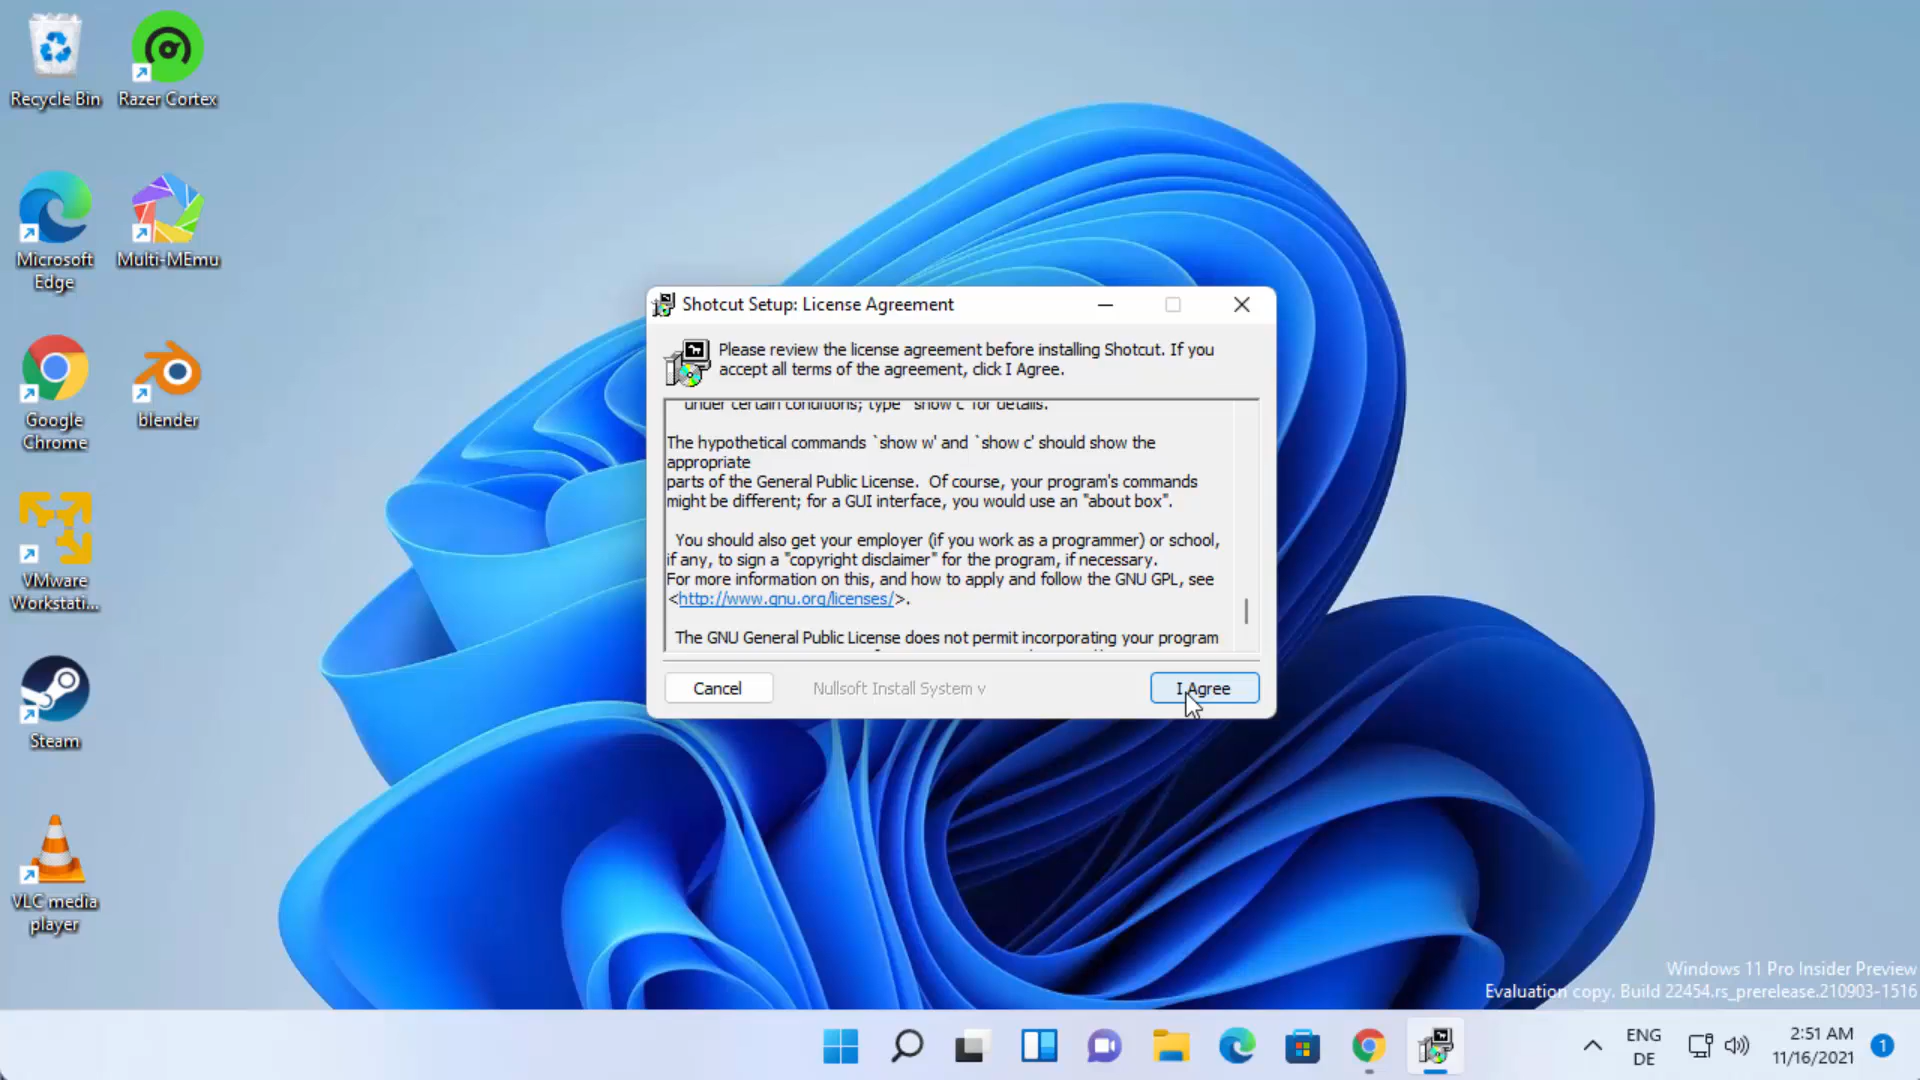 Recycle Bin
Razer Cortex
Microsoft
Edge
Multi-MEmu
Google
Chrome
blender
VMware
Workstati...
Steam
VLC media
player
Shotcut Setup: License Agreement
Please review the license agreement before installing Shotcut. If you
accept all terms of the agreement, click I Agree.
under certain conditions; type `show c' for details.
The hypothetical commands `show w' and `show c' should show the
appropriate
parts of the General Public License.  Of course, your program's commands
might be different; for a GUI interface, you would use an "about box".
You should also get your employer (if you work as a programmer) or school,
if any, to sign a "copyright disclaimer" for the program, if necessary.
For more information on this, and how to apply and follow the GNU GPL, see
<http://www.gnu.org/licenses/>.
The GNU General Public License does not permit incorporating your program
Cancel
Nullsoft Install System v
I Agree
Windows 11 Pro Insider Preview
Evaluation copy. Build 22454.rs_prerelease.210903-1516
ENG
DE
2:51 AM
11/16/2021
1